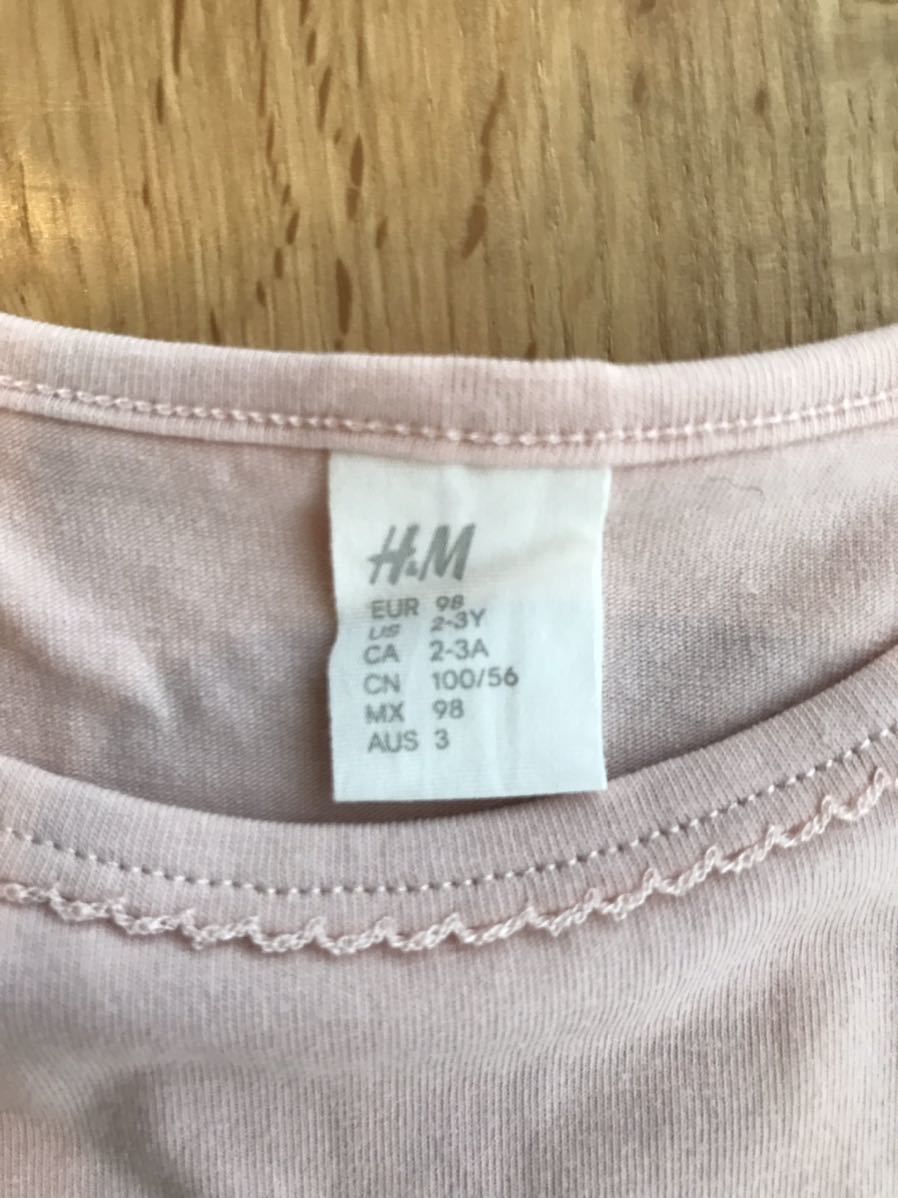 H&M
EUR 98
US 2-3Y
CA 2-3A
CN 100/56
MX 98
AUS 3